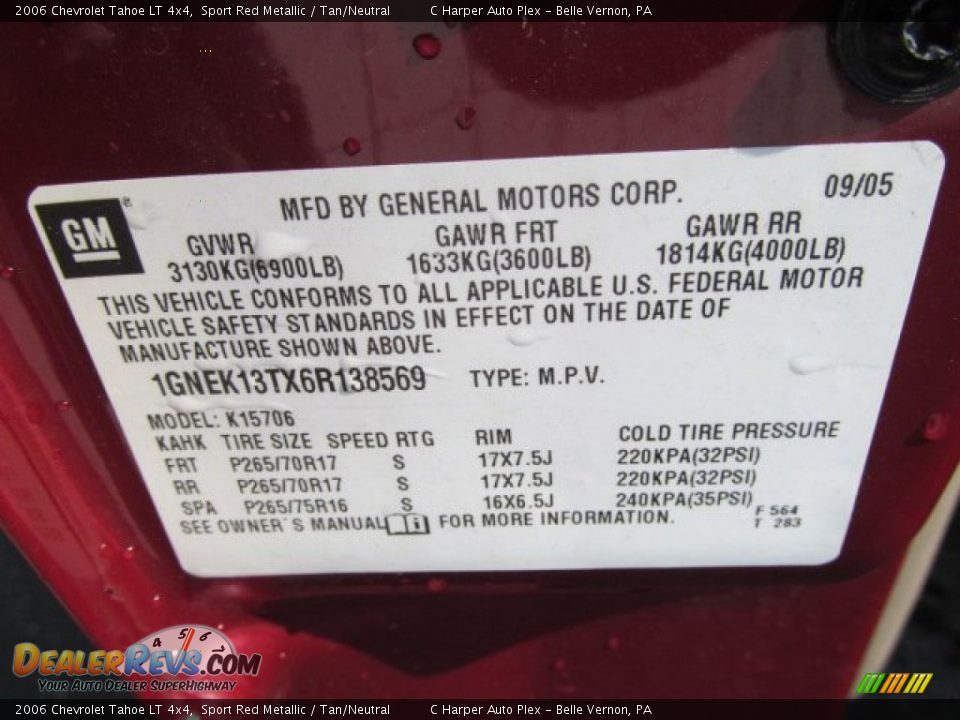 2006 Chevrolet Tahoe LT 4x4, Sport Red Metallic / Tan/Neutral C Harper Auto Plex - Belle Vernon, PA
MFD BY GENERAL MOTORS CORP. 09/05
GM®
GVWR GAWR FRT GAWR RR
3130KG(6900LB) 1633KG(3600LB) 1814KG(4000LB)
THIS VEHICLE CONFORMS TO ALL APPLICABLE U.S. FEDERAL MOTOR
VEHICLE SAFETY STANDARDS IN EFFECT ON THE DATE OF
MANUFACTURE SHOWN ABOVE.
1GNEK13TX6R138569 TYPE: M.P.V.
MODEL: K15706
KAHK TIRE SIZE SPEED RTG RIM COLD TIRE PRESSURE
FRT P265/70R17 S 17X7.5J 220KPA(32PSI)
RR P265/70R17 S 17X7.5J 220KPA(32PSI)
SPA P265/75R16 S 16X6.5J 240KPA(35PSI)
SEE OWNER'S MANUAL i FOR MORE INFORMATION. F 564
T 283
4 5 6
DEALERREVS.COM
YOUR AUTO DEALER SUPERHIGHWAY
2006 Chevrolet Tahoe LT 4x4, Sport Red Metallic / Tan/Neutral C Harper Auto Plex - Belle Vernon, PA